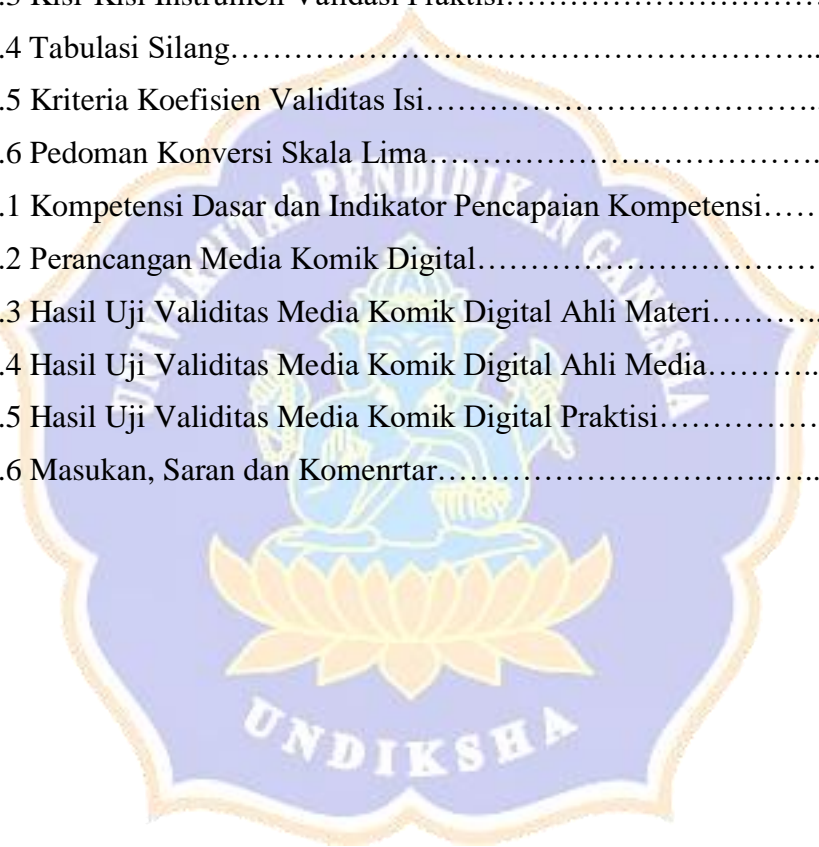 .3 Kisi-Kisi Instrumen Validasi Praktisi……………………………
.4 Tabulasi Silang…………………………………………………..
.5 Kriteria Koefisien Validitas Isi………………………………….
.6 Pedoman Konversi Skala Lima………………………………….
.1 Kompetensi Dasar dan Indikator Pencapaian Kompetensi……
.2 Perancangan Media Komik Digital………………………………
.3 Hasil Uji Validitas Media Komik Digital Ahli Materi………..
.4 Hasil Uji Validitas Media Komik Digital Ahli Media………..
.5 Hasil Uji Validitas Media Komik Digital Praktisi……………
.6 Masukan, Saran dan Komenrtar…………………………..…..
UNIVERSITAS PENDIDIKAN GANESHA
UNDIKSHA